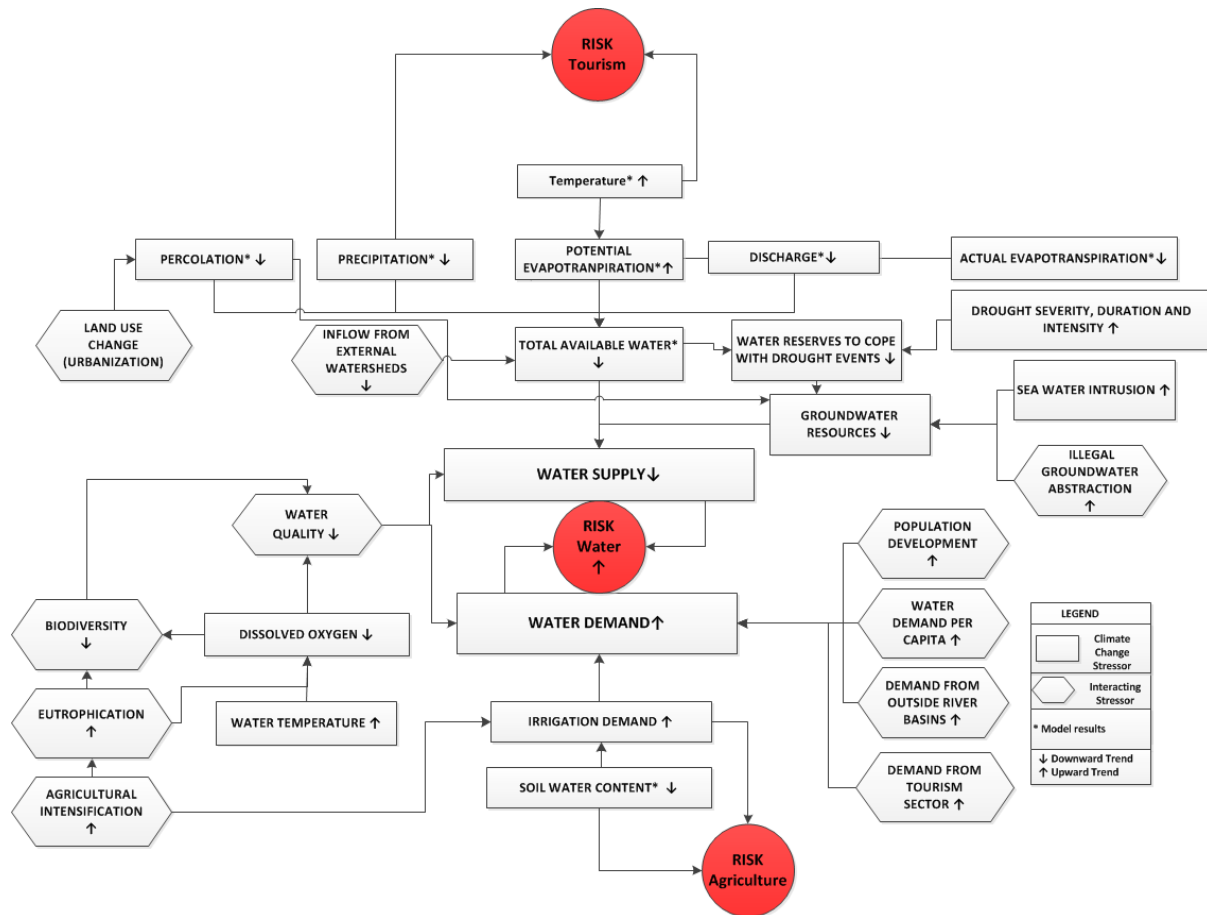 RISK
Tourism
Temperature* ↑
PERCOLATION* ↓
PRECIPITATION* ↓
POTENTIAL
EVAPOTRANPIRATION* ↑
DISCHARGE* ↓
ACTUAL EVAPOTRANSPIRATION* ↓
LAND USE
CHANGE
(URBANIZATION)
INFLOW FROM
EXTERNAL
WATERSHEDS
↓
TOTAL AVAILABLE WATER*
↓
WATER RESERVES TO COPE
WITH DROUGHT EVENTS ↓
DROUGHT SEVERITY, DURATION AND
INTENSITY ↑
GROUNDWATER
RESOURCES ↓
SEA WATER INTRUSION ↑
ILLEGAL
GROUNDWATER
ABSTRACTION
↑
WATER SUPPLY ↓
WATER
QUALITY ↓
RISK
Water
↑
POPULATION
DEVELOPMENT
↑
BIODIVERSITY
↓
DISSOLVED OXYGEN ↓
WATER DEMAND ↑
WATER
DEMAND PER
CAPITA ↑
EUTROPHICATION
↑
WATER TEMPERATURE ↑
IRRIGATION DEMAND ↑
DEMAND FROM
OUTSIDE RIVER
BASINS ↑
AGRICULTURAL
INTENSIFICATION
↑
SOIL WATER CONTENT* ↓
DEMAND FROM
TOURISM
SECTOR ↑
RISK
Agriculture
LEGEND
Climate
Change
Stressor
Interacting
Stressor
* Model results
↓ Downward Trend
↑ Upward Trend